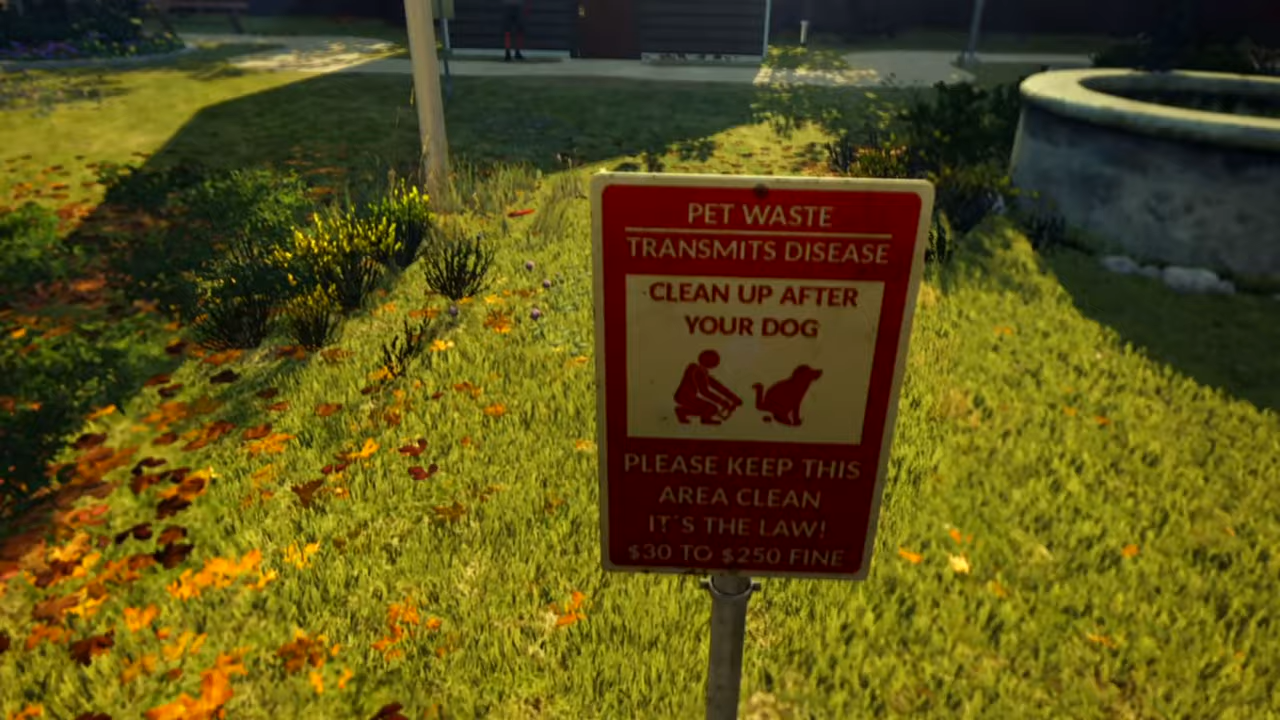 PET WASTE
TRANSMITS DISEASE
CLEAN UP AFTER
YOUR DOG
PLEASE KEEP THIS
AREA CLEAN
IT'S THE LAW!
$30 TO $250 FINE